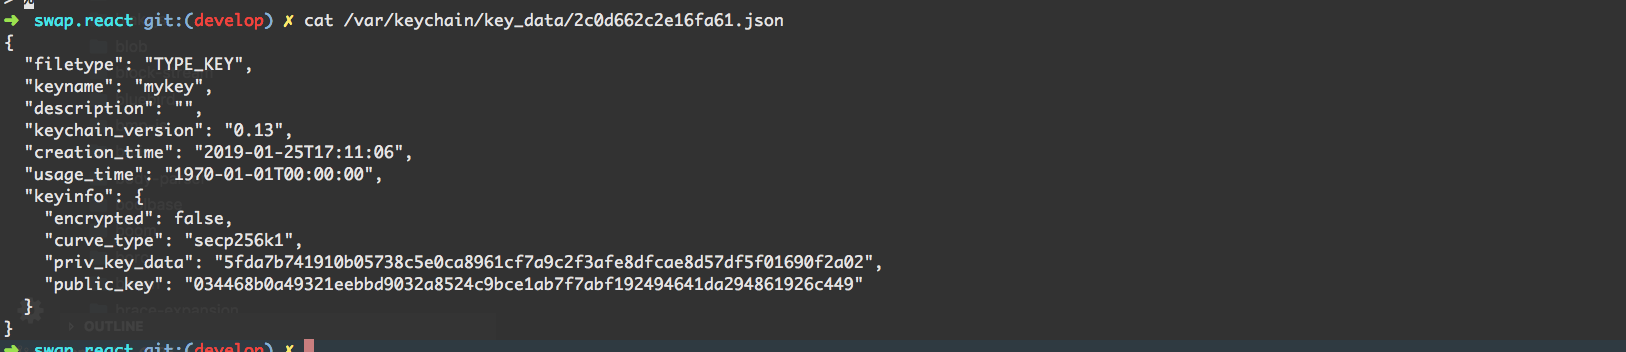 ➜ swap.react git:(develop) ✗ cat /var/keychain/key_data/2c0d662c2e16fa61.json
{
"filetype": "TYPE_KEY",
"keyname": "mykey",
"description": "",
"keychain_version": "0.13",
"creation_time": "2019-01-25T17:11:06",
"usage_time": "1970-01-01T00:00:00",
"keyinfo": {
"encrypted": false,
"curve_type": "secp256k1",
"priv_key_data": "5fda7b741910b05738c5e0ca8961cf7a9c2f3afe8dfcae8d57df5f01690f2a02",
"public_key": "034468b0a49321eebbd9032a8524c9bce1ab7f7abf192494641da294861926c449"
}
}
OUTLINE
➜ swap.react git:(develop) ✗